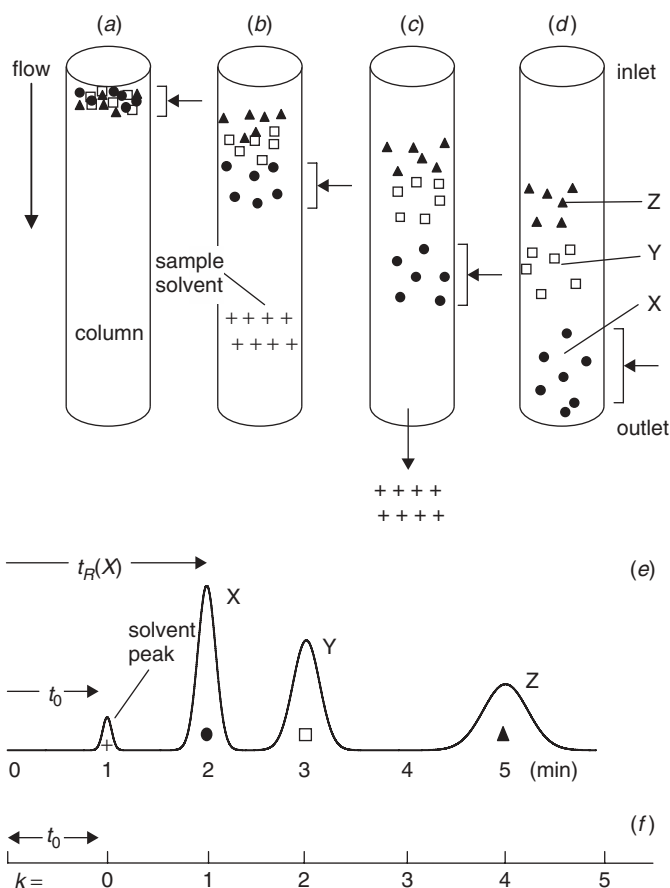 (a) (b) (c) (d)
flow
inlet
Z
Y
sample
solvent
X
++++
++++
column
outlet
++++
++++
t_R(X)
(e)
X
solvent
peak
Y
t_0
Z
+
0 1 2 3 4 5 (min)
t_0
(f)
k = 0 1 2 3 4 5